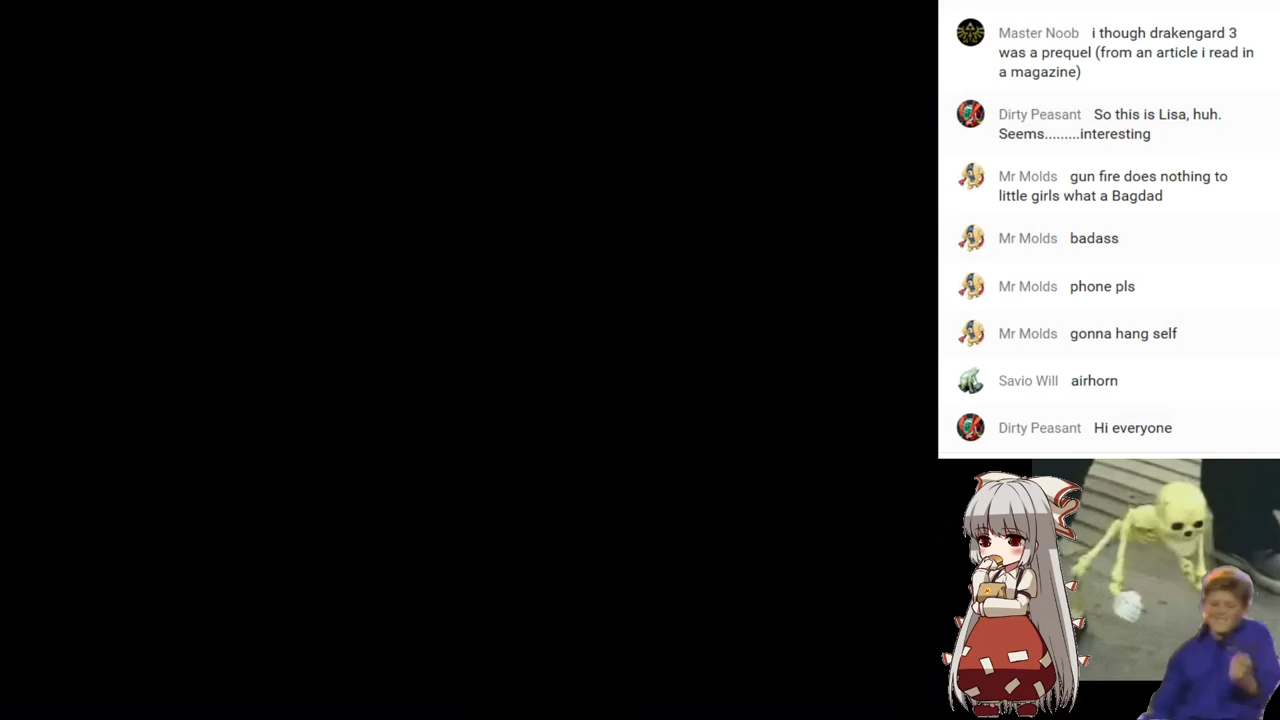 Master Noob i though drakengard 3
was a prequel (from an article i read in
a magazine)
Dirty Peasant So this is Lisa, huh.
Seems.........interesting
Mr Molds gun fire does nothing to
little girls what a Bagdad
Mr Molds badass
Mr Molds phone pls
Mr Molds gonna hang self
Savio Will airhorn
Dirty Peasant Hi everyone